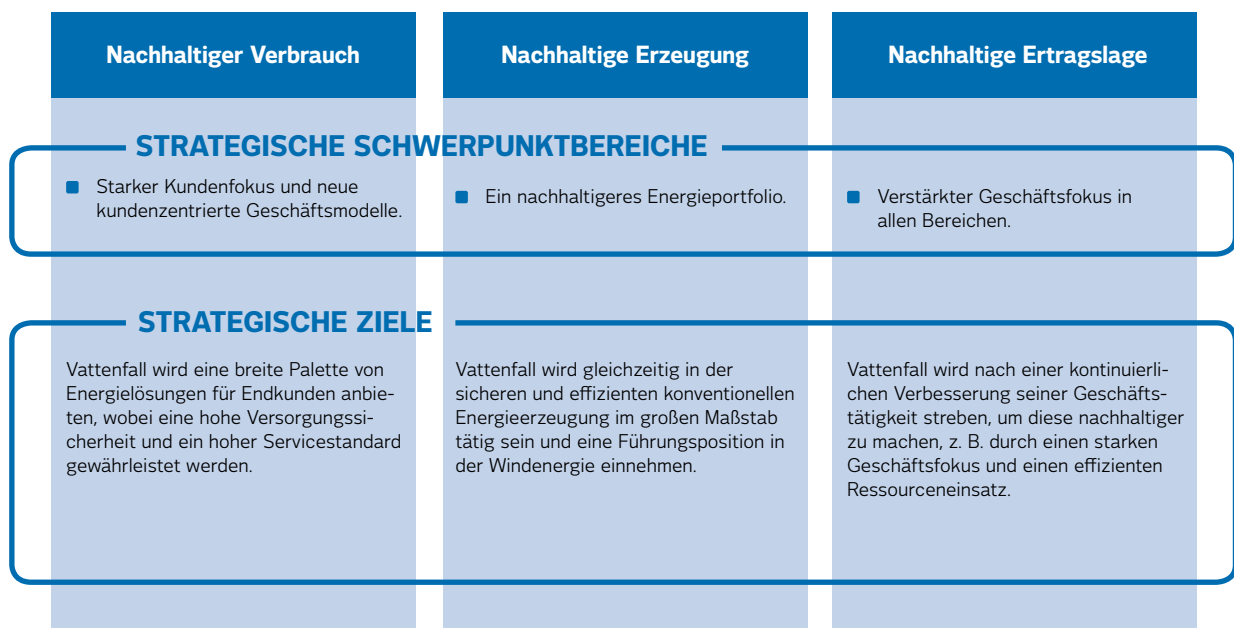 Nachhaltiger Verbrauch
Nachhaltige Erzeugung
Nachhaltige Ertragslage
STRATEGISCHE SCHWERPUNKTBEREICHE
Starker Kundenfokus und neue
kundenzentrierte Geschäftsmodelle.
Ein nachhaltigeres Energieportfolio.
Verstärkter Geschäftsfokus in
allen Bereichen.
STRATEGISCHE ZIELE
Vattenfall wird eine breite Palette von
Energielösungen für Endkunden anbie-
ten, wobei eine hohe Versorgungssi-
cherheit und ein hoher Servicestandard
gewährleistet werden.
Vattenfall wird gleichzeitig in der
sicheren und effizienten konventionellen
Energieerzeugung im großen Maßstab
tätig sein und eine Führungsposition in
der Windenergie einnehmen.
Vattenfall wird nach einer kontinuierli-
chen Verbesserung seiner Geschäfts-
tätigkeit streben, um diese nachhaltiger
zu machen, z. B. durch einen starken
Geschäftsfokus und einen effizienten
Ressourceneinsatz.